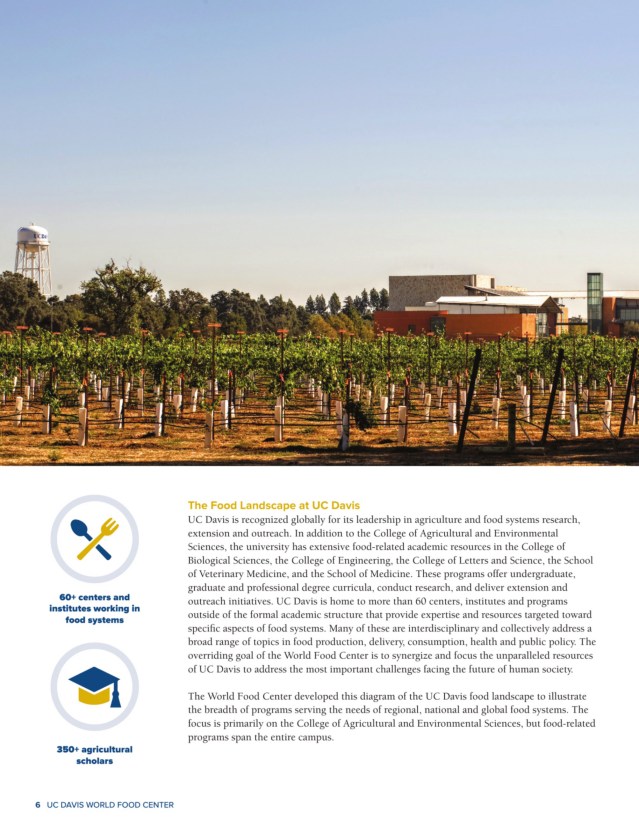 60+ centers and
institutes working in
food systems
350+ agricultural
scholars
The Food Landscape at UC Davis
UC Davis is recognized globally for its leadership in agriculture and food systems research,
extension and outreach. In addition to the College of Agricultural and Environmental
Sciences, the university has extensive food-related academic resources in the College of
Biological Sciences, the College of Engineering, the College of Letters and Science, the School
of Veterinary Medicine, and the School of Medicine. These programs offer undergraduate,
graduate and professional degree curricula, conduct research, and deliver extension and
outreach initiatives. UC Davis is home to more than 60 centers, institutes and programs
outside of the formal academic structure that provide expertise and resources targeted toward
specific aspects of food systems. Many of these are interdisciplinary and collectively address a
broad range of topics in food production, delivery, consumption, health and public policy. The
overriding goal of the World Food Center is to synergize and focus the unparalleled resources
of UC Davis to address the most important challenges facing the future of human society.
The World Food Center developed this diagram of the UC Davis food landscape to illustrate
the breadth of programs serving the needs of regional, national and global food systems. The
focus is primarily on the College of Agricultural and Environmental Sciences, but food-related
programs span the entire campus.
6 UC DAVIS WORLD FOOD CENTER